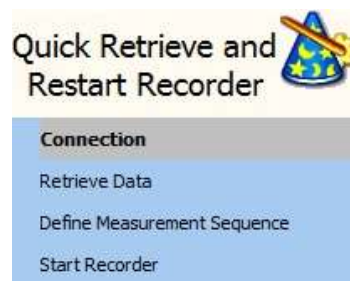 Quick Retrieve and
Restart Recorder
Connection
Retrieve Data
Define Measurement Sequence
Start Recorder